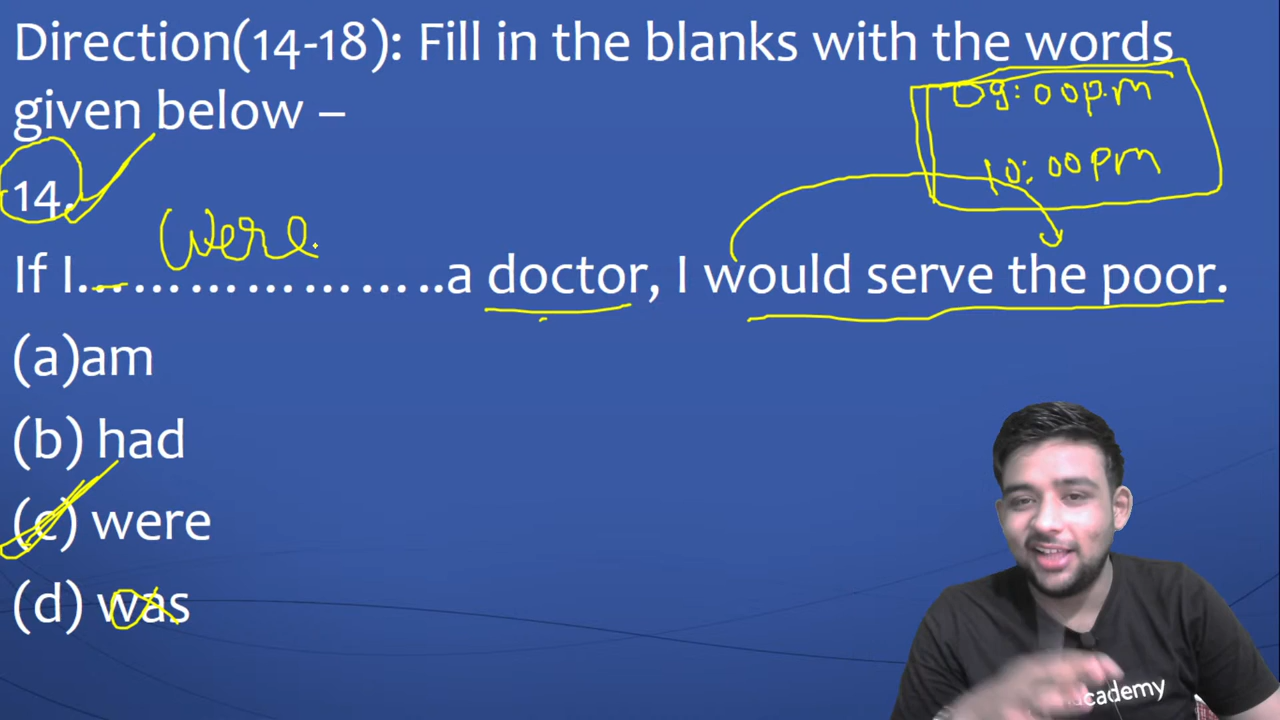 Direction(14-18): Fill in the blanks with the words
given below –
09:00p.m
10:00pm
14.
were
If I....................a doctor, I would serve the poor.
(a)am
(b) had
(c) were
(d) was
academy